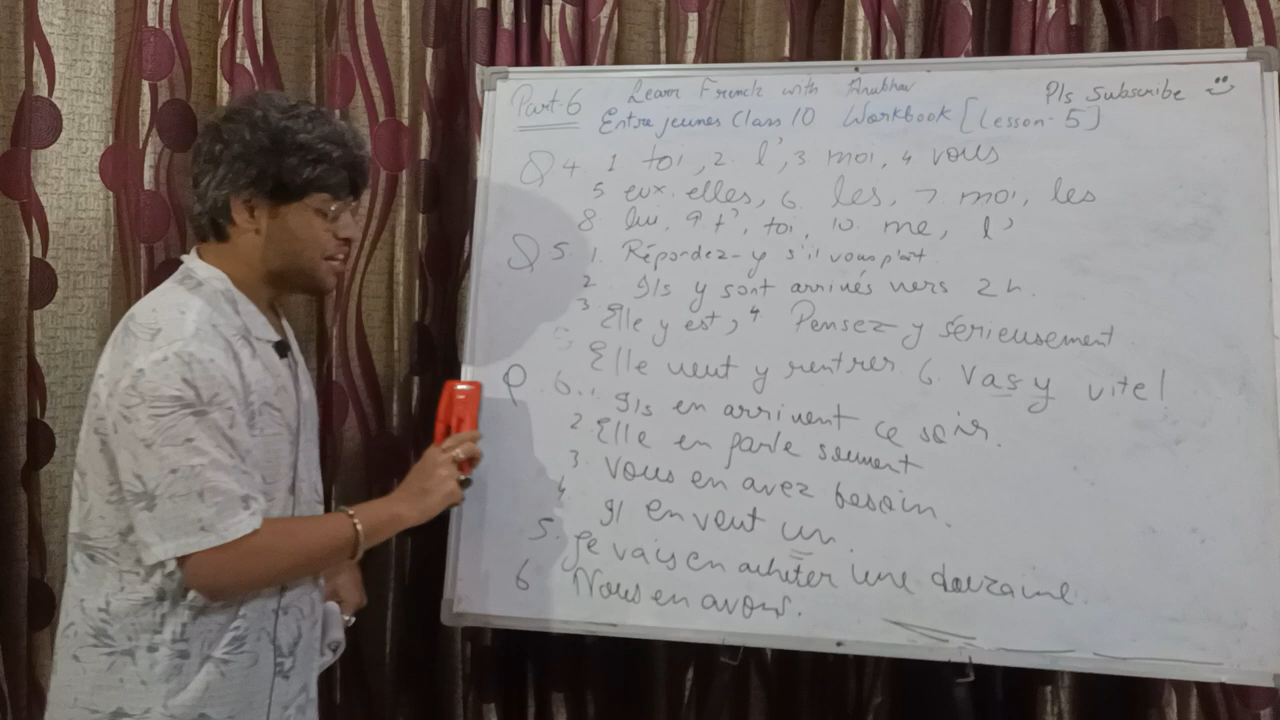 Part-6 Learn French with Anubhav Pls Subscribe
Entre jeunes Class 10 Workbook [Lesson-5]
Q 4. 1 toi, 2. l', 3 moi, 4 vous
5 eux. elles, 6. les, 7 moi, les
8. lui, 9 t', toi, 10. me, l'
Q 5. 1. Répondez-y s'il vous plaît.
2. Ils y sont arrivés vers 2 h.
3 Elle y est, 4. Pensez-y sérieusement
5 Elle veut y rentrer 6. Vas y vite!
Q. 6. 1. Ils en arrivent ce soir.
2. Elle en parle souvent
3. Vous en avez besoin.
4 Il en veut un.
5. Je vais en acheter une douzaine.
6 Nous en avons.